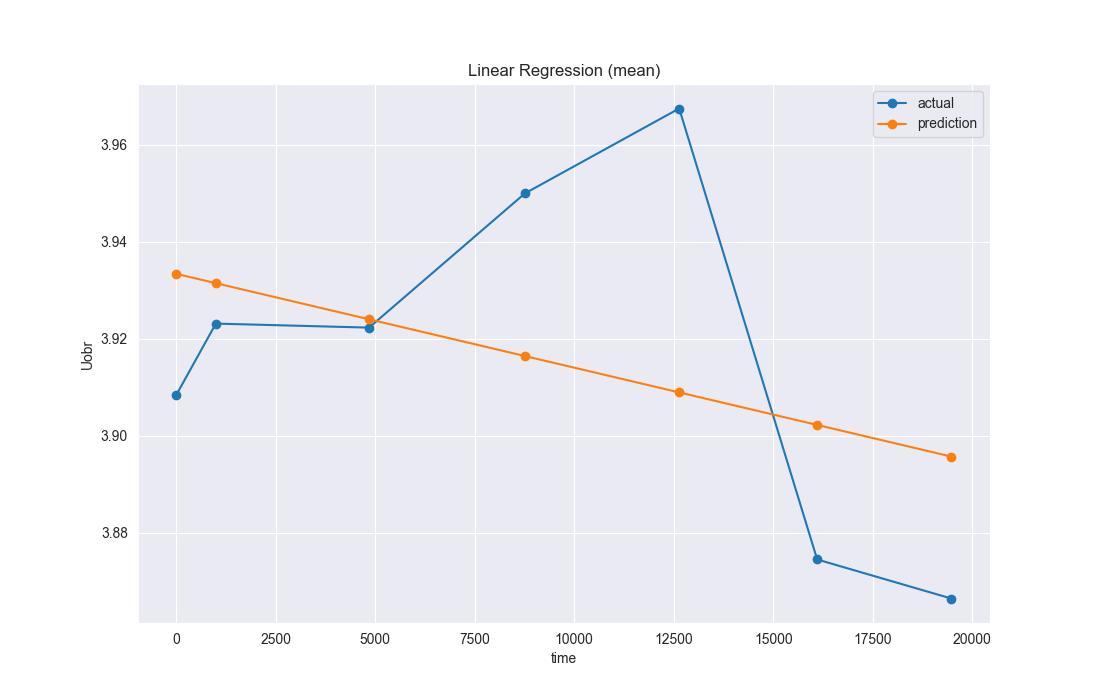 Linear Regression (mean)
actual
prediction
3.96
3.94
3.92
3.90
3.88
Uobr
0 2500 5000 7500 10000 12500 15000 17500 20000
time